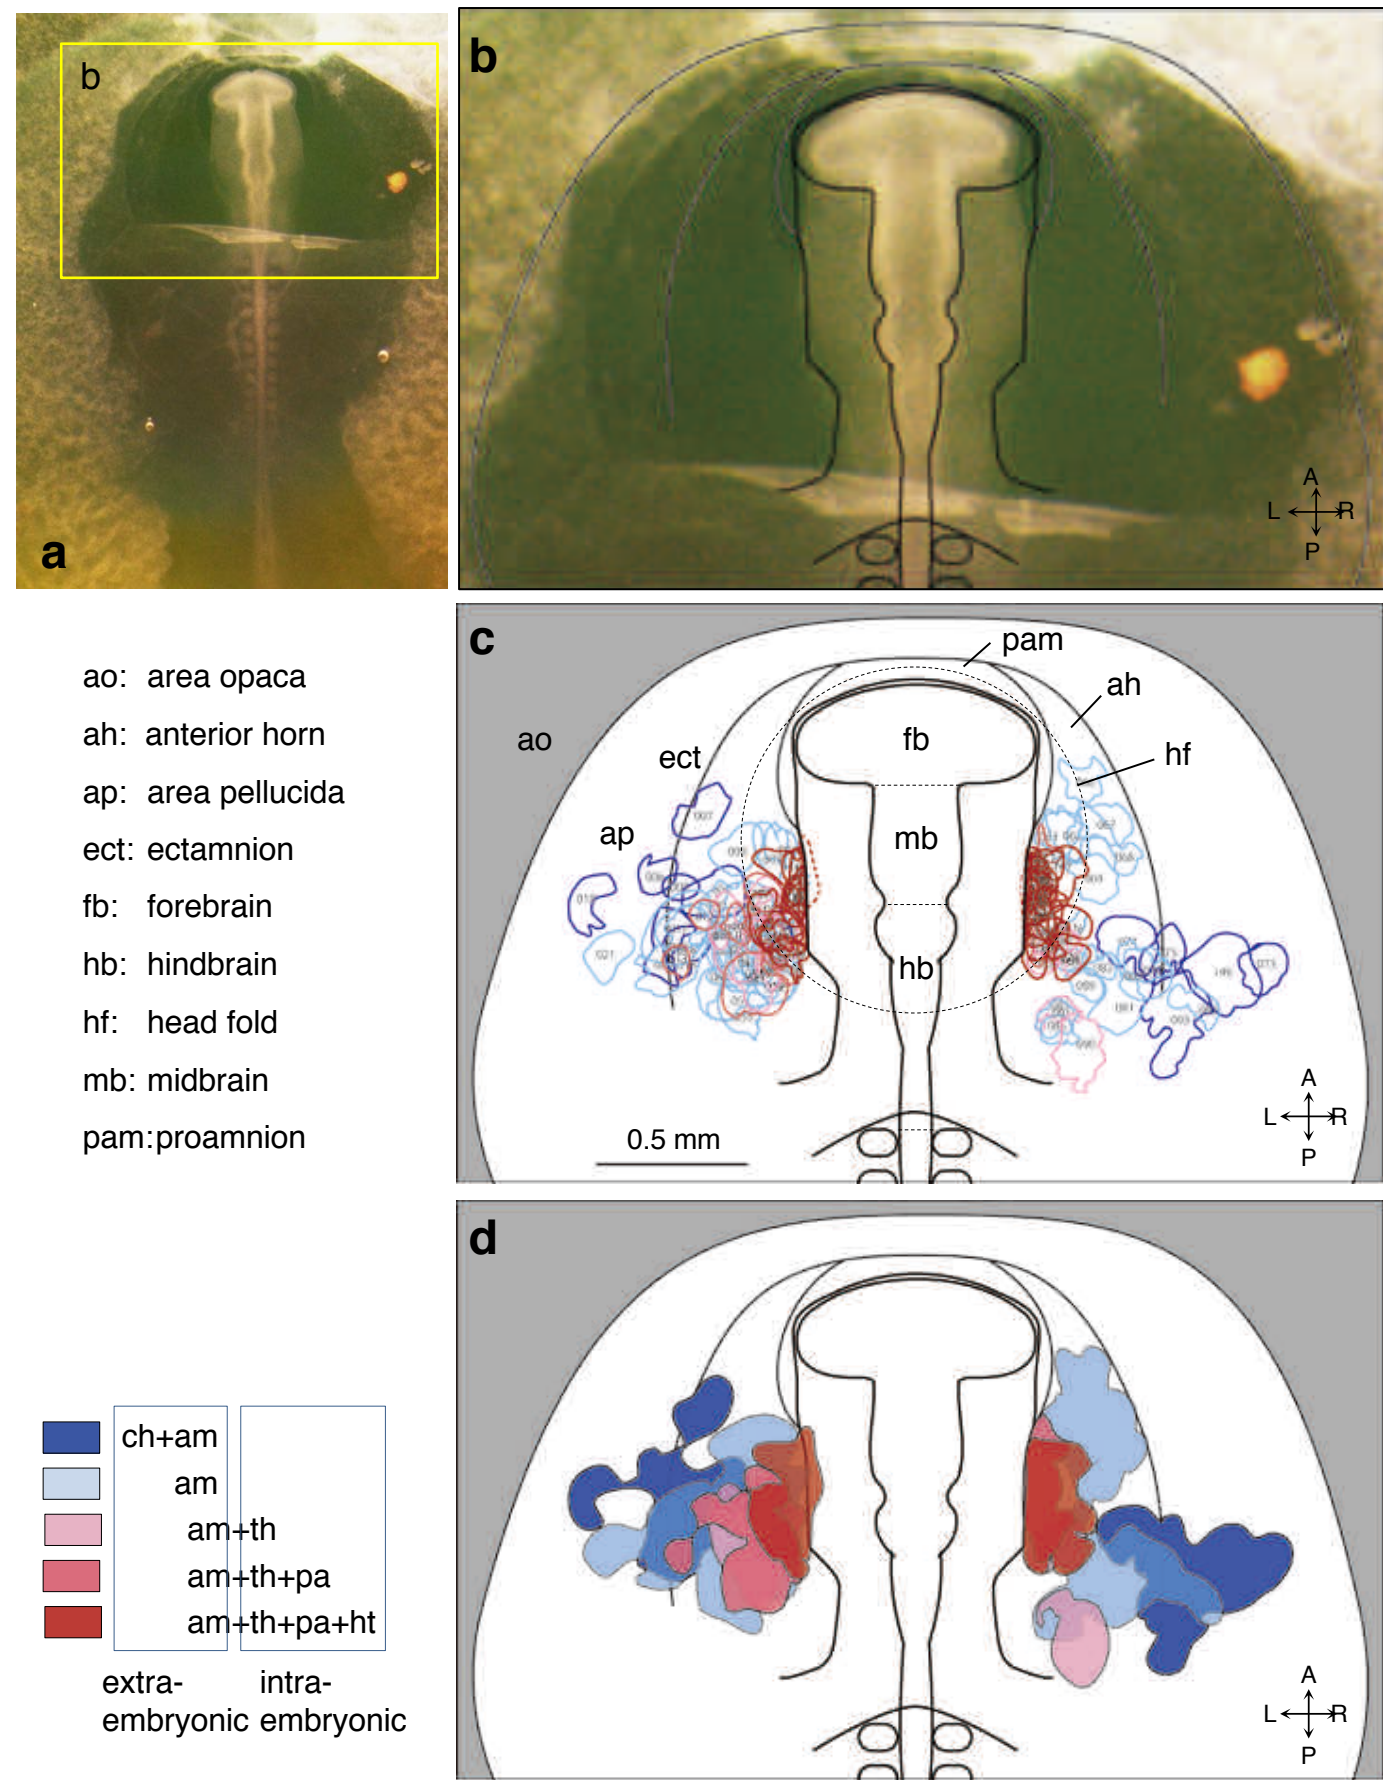 b
a
b
A
L
R
P
ao: area opaca
ah: anterior horn
ap: area pellucida
ect: ectamnion
fb: forebrain
hb: hindbrain
hf: head fold
mb: midbrain
pam:proamnion
c
pam
ah
ao
fb
hf
ect
ap
mb
hb
0.5 mm
A
L
R
P
d
ch+am
am
am+th
am+th+pa
am+th+pa+ht
extra-
embryonic
intra-
embryonic
A
L
R
P